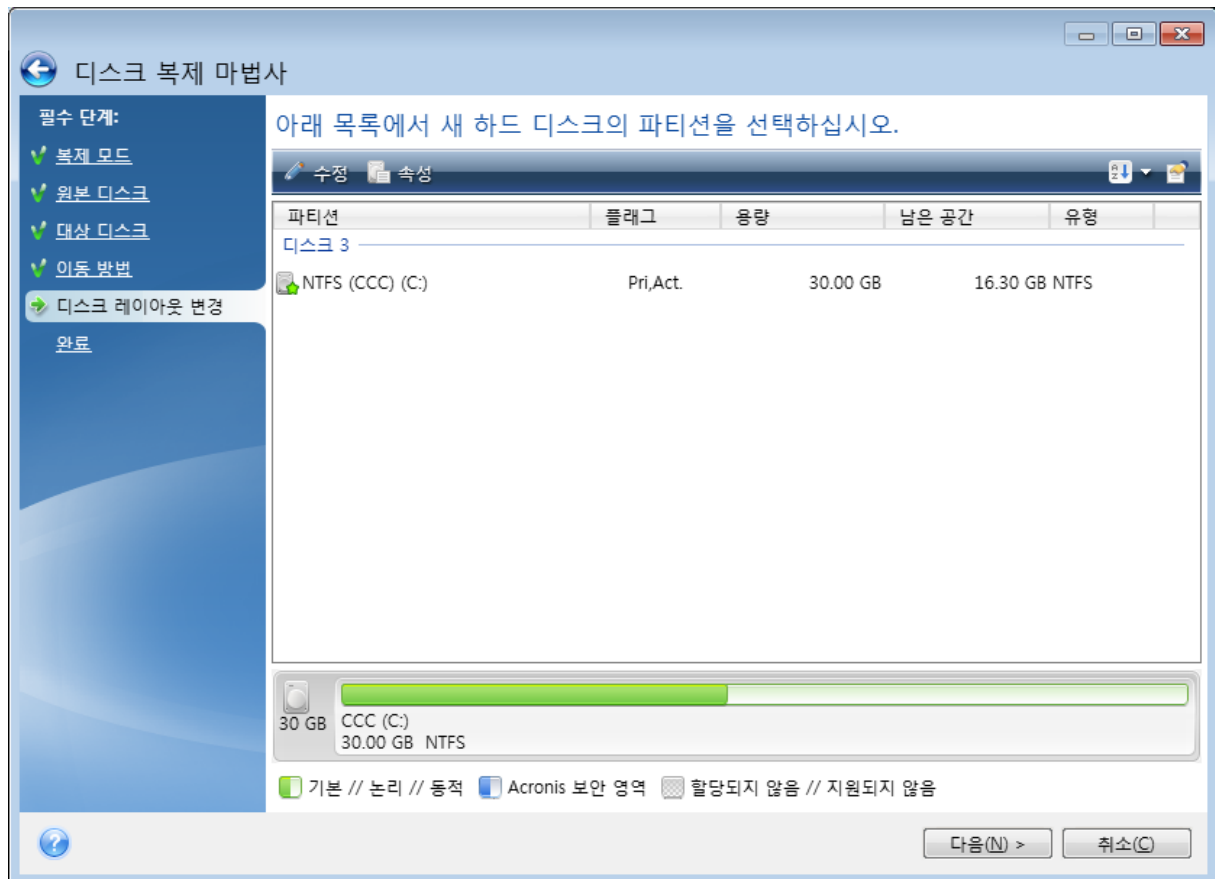 디스크 복제 마법사
필수 단계:
복제 모드
원본 디스크
대상 디스크
이동 방법
디스크 레이아웃 변경
완료
아래 목록에서 새 하드 디스크의 파티션을 선택하십시오.
수정 속성
파티션 플래그 용량 남은 공간 유형
디스크 3
NTFS (CCC) (C:) Pri,Act. 30.00 GB 16.30 GB NTFS
30 GB
CCC (C:)
30.00 GB NTFS
기본 // 논리 // 동적 Acronis 보안 영역 할당되지 않음 // 지원되지 않음
다음(N) > 취소(C)